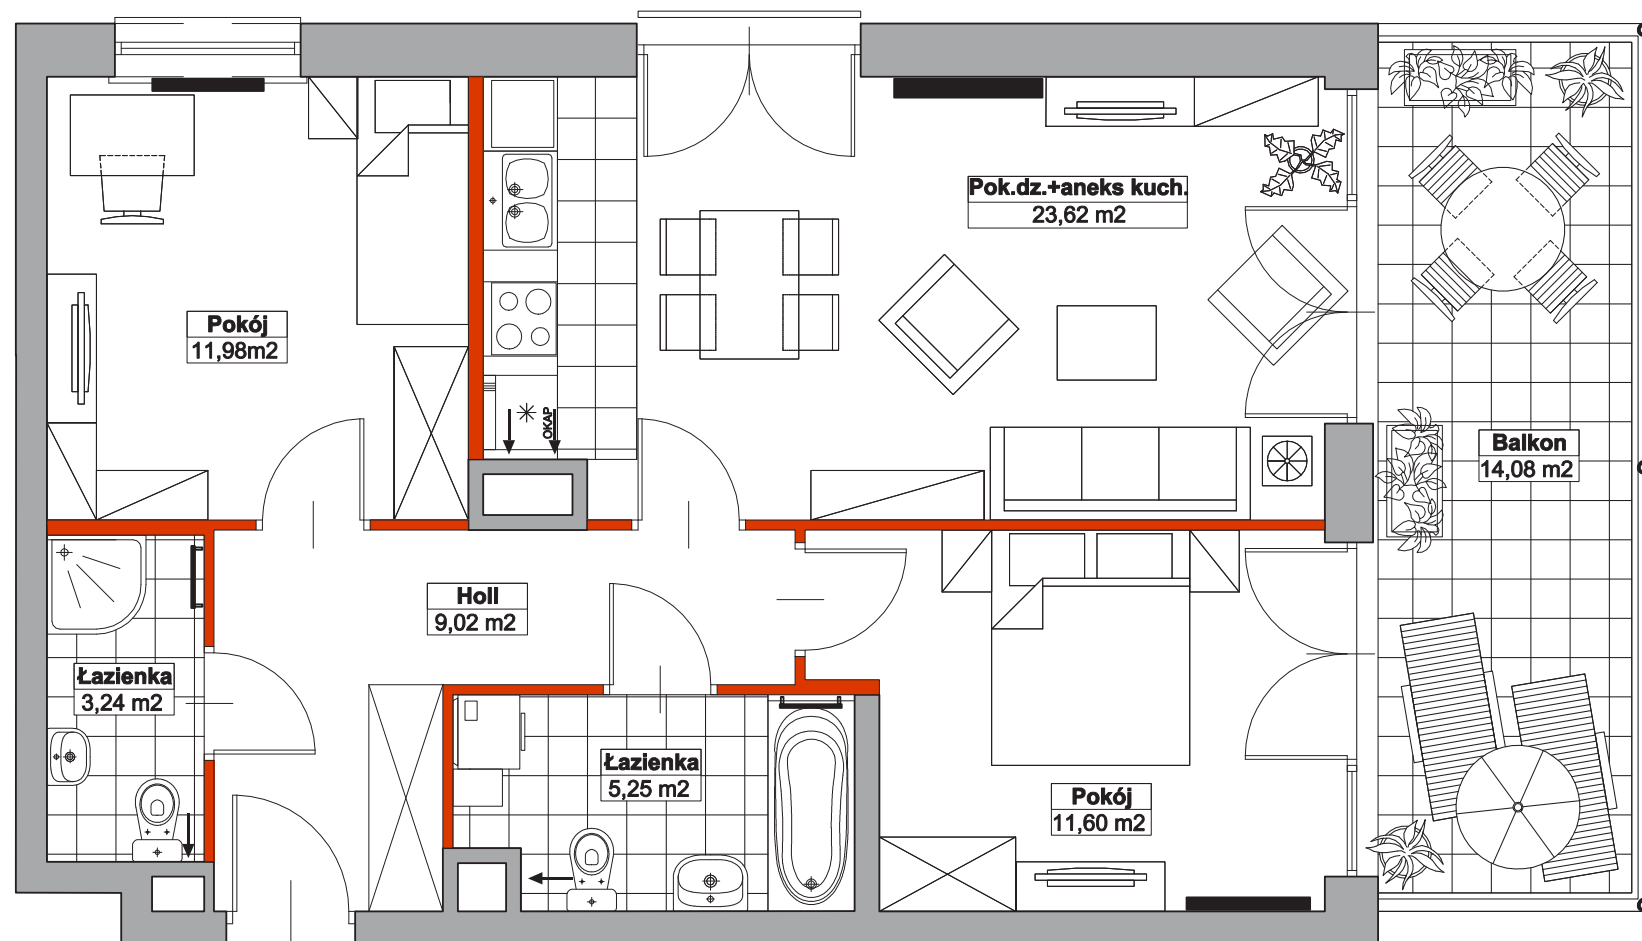 Pok.dz.+aneks kuch.
23,62 m2
Pokój
11,98m2
OKAP
Balkon
14,08 m2
Holl
9,02 m2
Łazienka
3,24 m2
Łazienka
5,25 m2
Pokój
11,60 m2